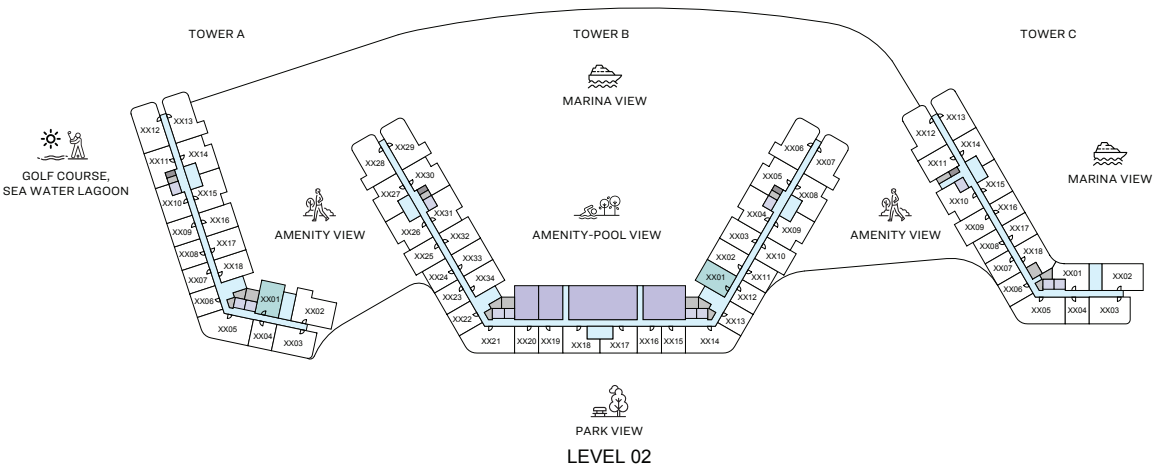 TOWER A
TOWER B
TOWER C
MARINA VIEW
GOLF COURSE,
SEA WATER LAGOON
MARINA VIEW
AMENITY VIEW
AMENITY-POOL VIEW
AMENITY VIEW
XX13
XX12
XX14
XX11
XX15
XX10
XX16
XX09
XX17
XX08
XX18
XX07
XX06
XX01
XX02
XX05
XX04
XX03
XX29
XX28
XX30
XX27
XX31
XX26
XX32
XX25
XX33
XX24
XX34
XX23
XX22
XX21
XX20
XX19
XX18
XX17
XX16
XX15
XX14
XX13
XX12
XX11
XX10
XX09
XX08
XX07
XX06
XX05
XX04
XX03
XX02
XX01
XX13
XX12
XX14
XX11
XX15
XX10
XX16
XX09
XX17
XX08
XX18
XX07
XX06
XX01
XX02
XX05
XX04
XX03
PARK VIEW
LEVEL 02